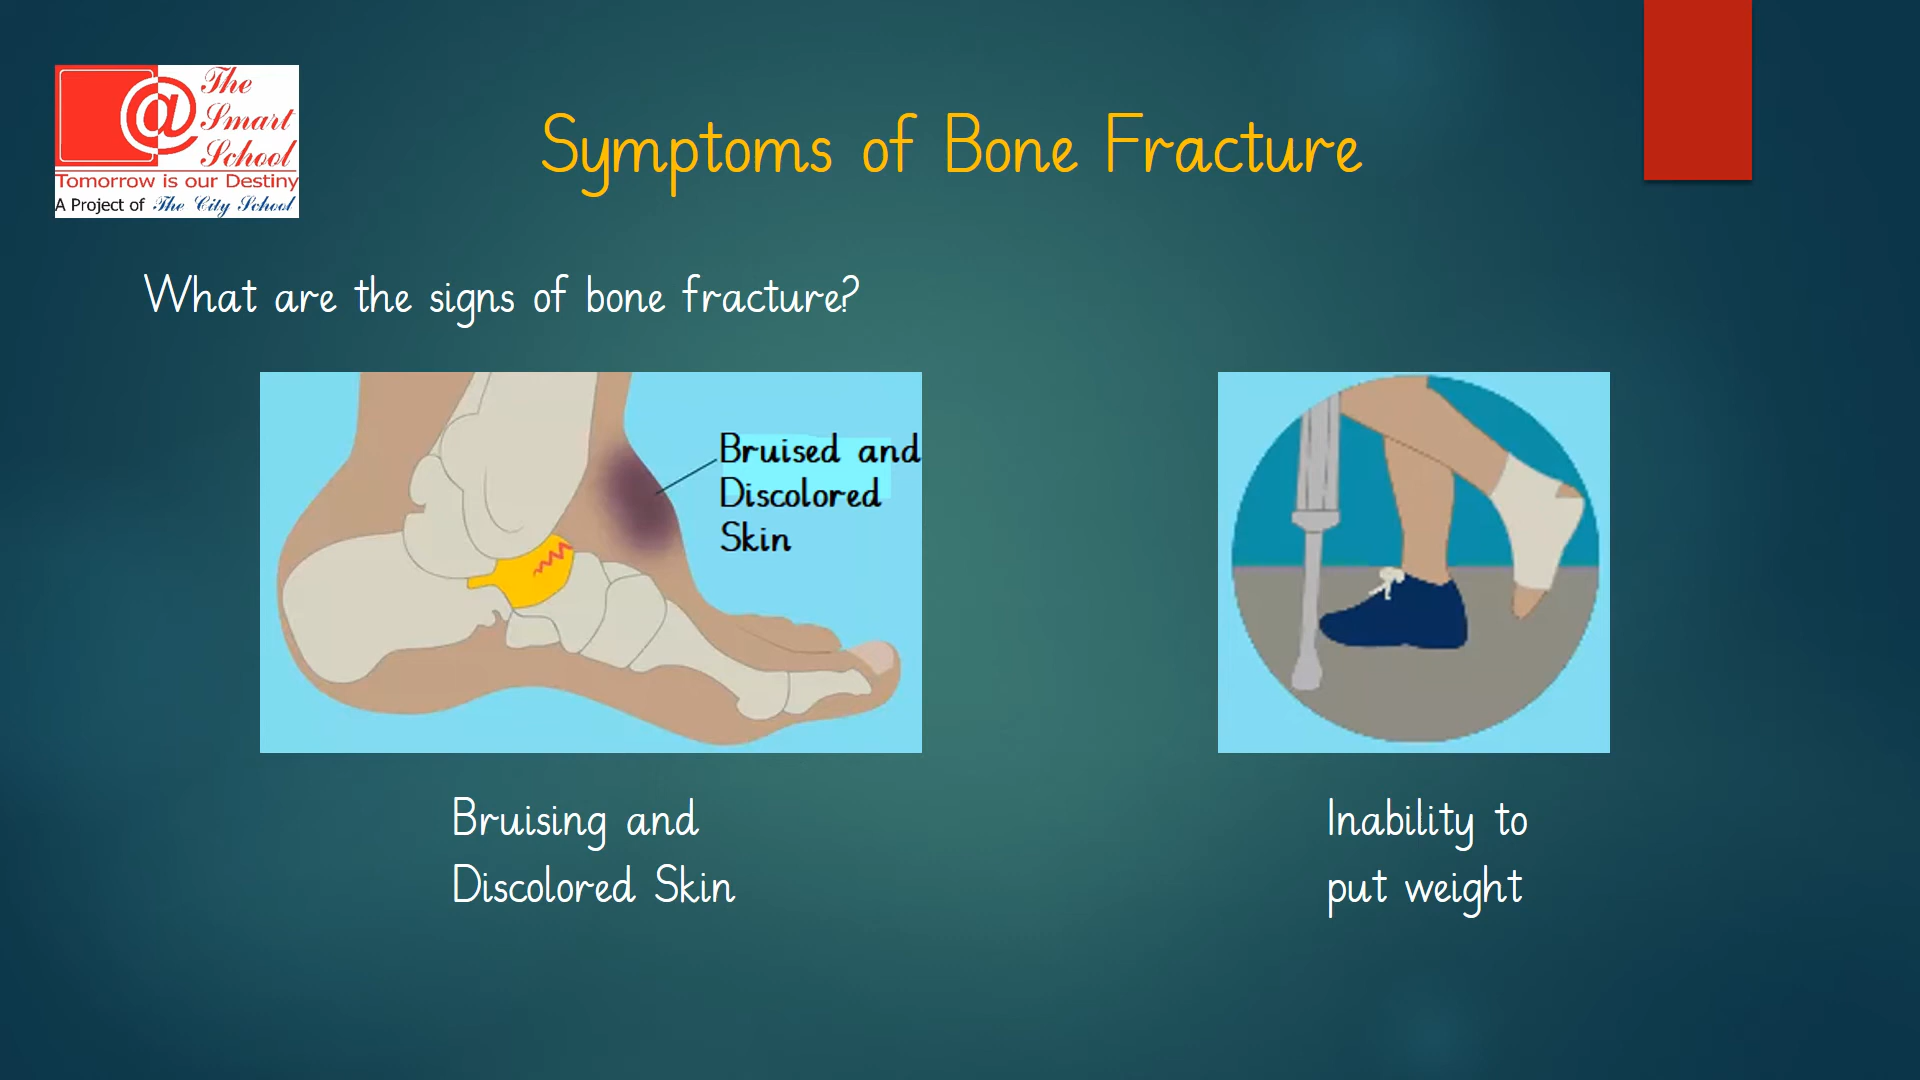 The
Smart
School
Tomorrow is our Destiny
A Project of The City School
Symptoms of Bone Fracture
What are the signs of bone fracture?
Bruised and
Discolored
Skin
Bruising and
Discolored Skin
Inability to
put weight